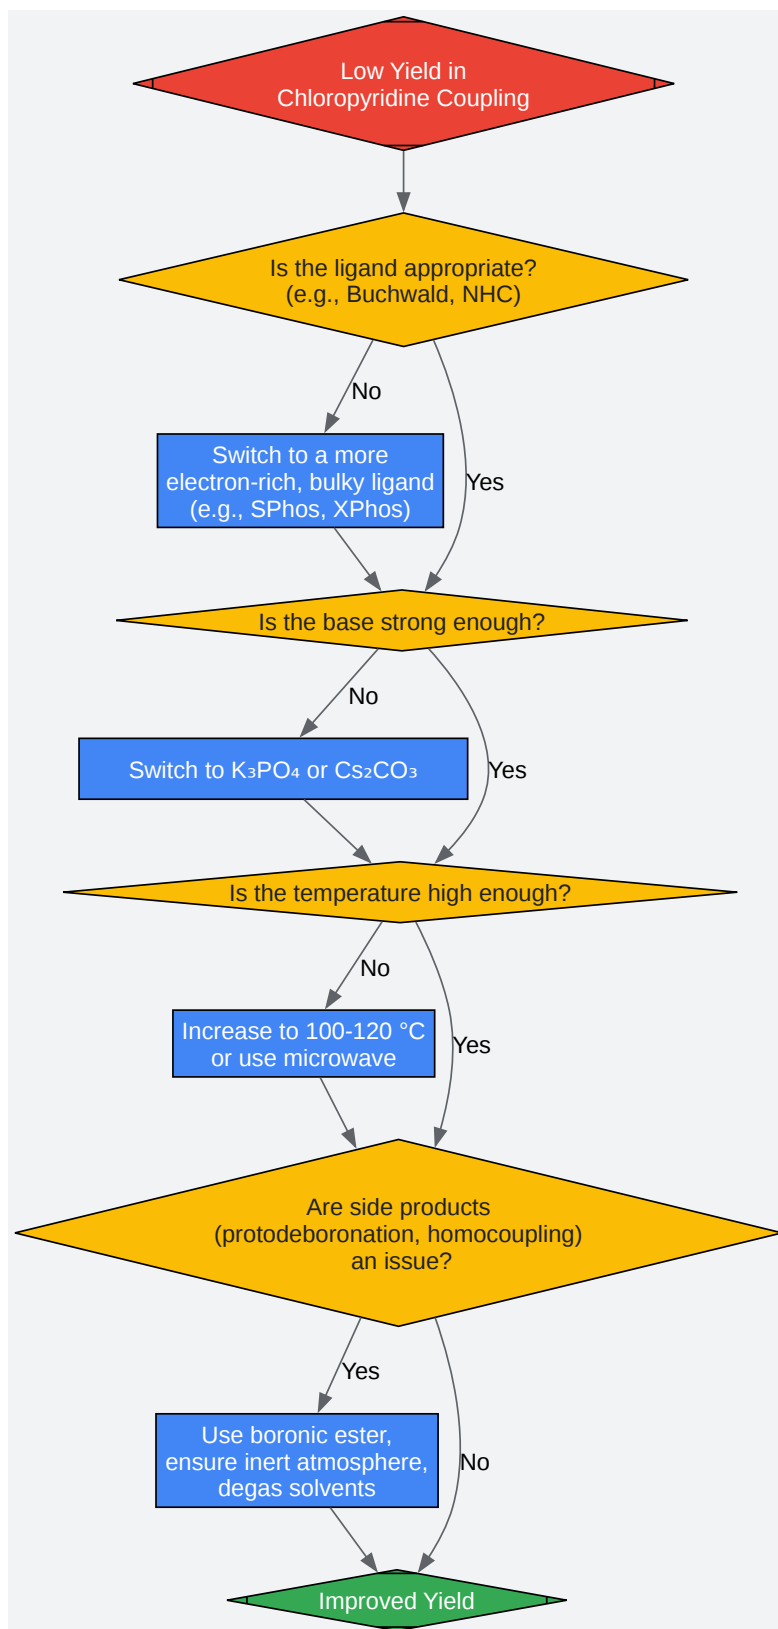 Low Yield in
Chloropyridine Coupling
Is the ligand appropriate?
(e.g., Buchwald, NHC)
No
Switch to a more
electron-rich, bulky ligand
(e.g., SPhos, XPhos)
Yes
Is the base strong enough?
No
Switch to K₃PO₄ or Cs₂CO₃
Yes
Is the temperature high enough?
No
Increase to 100-120 °C
or use microwave
Yes
Are side products
(protodeboronation, homocoupling)
an issue?
Yes
Use boronic ester,
ensure inert atmosphere,
degas solvents
No
Improved Yield